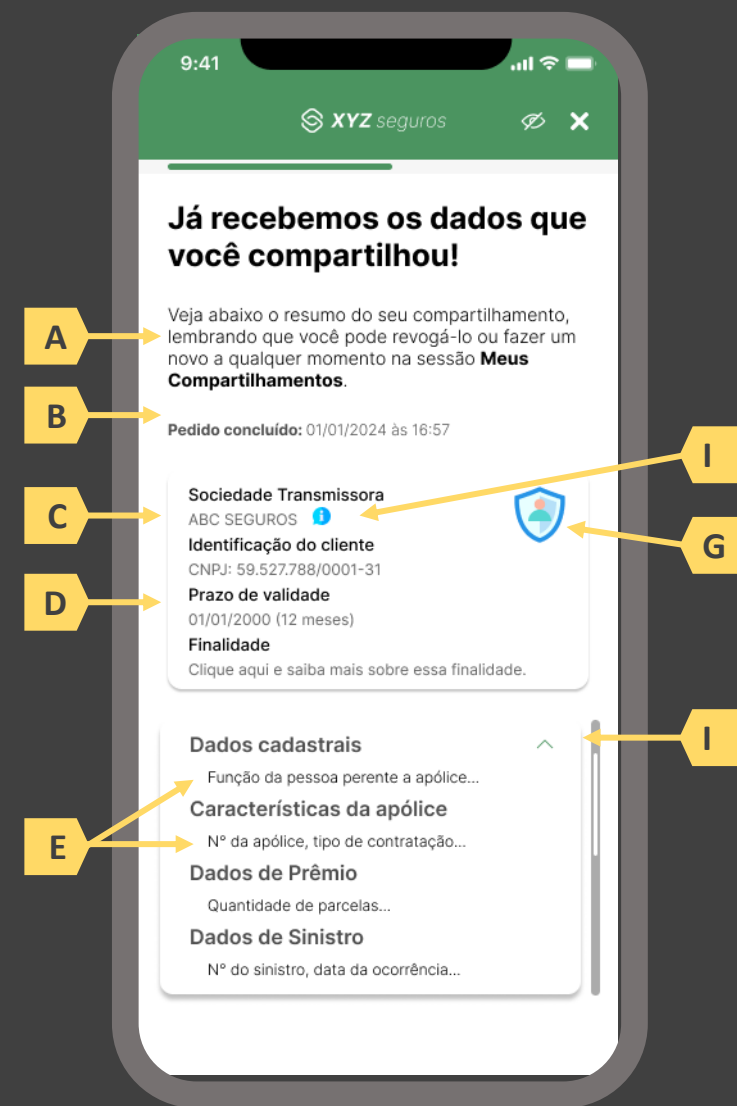 9:41
XYZ seguros
Já recebemos os dados que
você compartilhou!
A
Veja abaixo o resumo do seu compartilhamento,
lembrando que você pode revogá-lo ou fazer um
novo a qualquer momento na sessão Meus
Compartilhamentos.
B
Pedido concluído: 01/01/2024 às 16:57
I
C
Sociedade Transmissora
ABC SEGUROS i
G
Identificação do cliente
CNPJ: 59.527.788/0001-31
D
Prazo de validade
01/01/2000 (12 meses)
Finalidade
Clique aqui e saiba mais sobre essa finalidade.
I
Dados cadastrais
Função da pessoa perente a apólice...
Características da apólice
E
N° da apólice, tipo de contratação...
Dados de Prêmio
Quantidade de parcelas...
Dados de Sinistro
N° do sinistro, data da ocorrência...